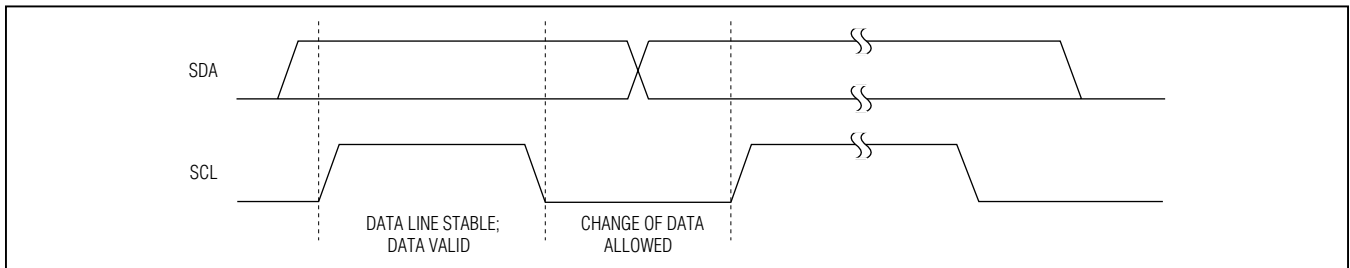 SDA
SCL
DATA LINE STABLE;
DATA VALID
CHANGE OF DATA
ALLOWED